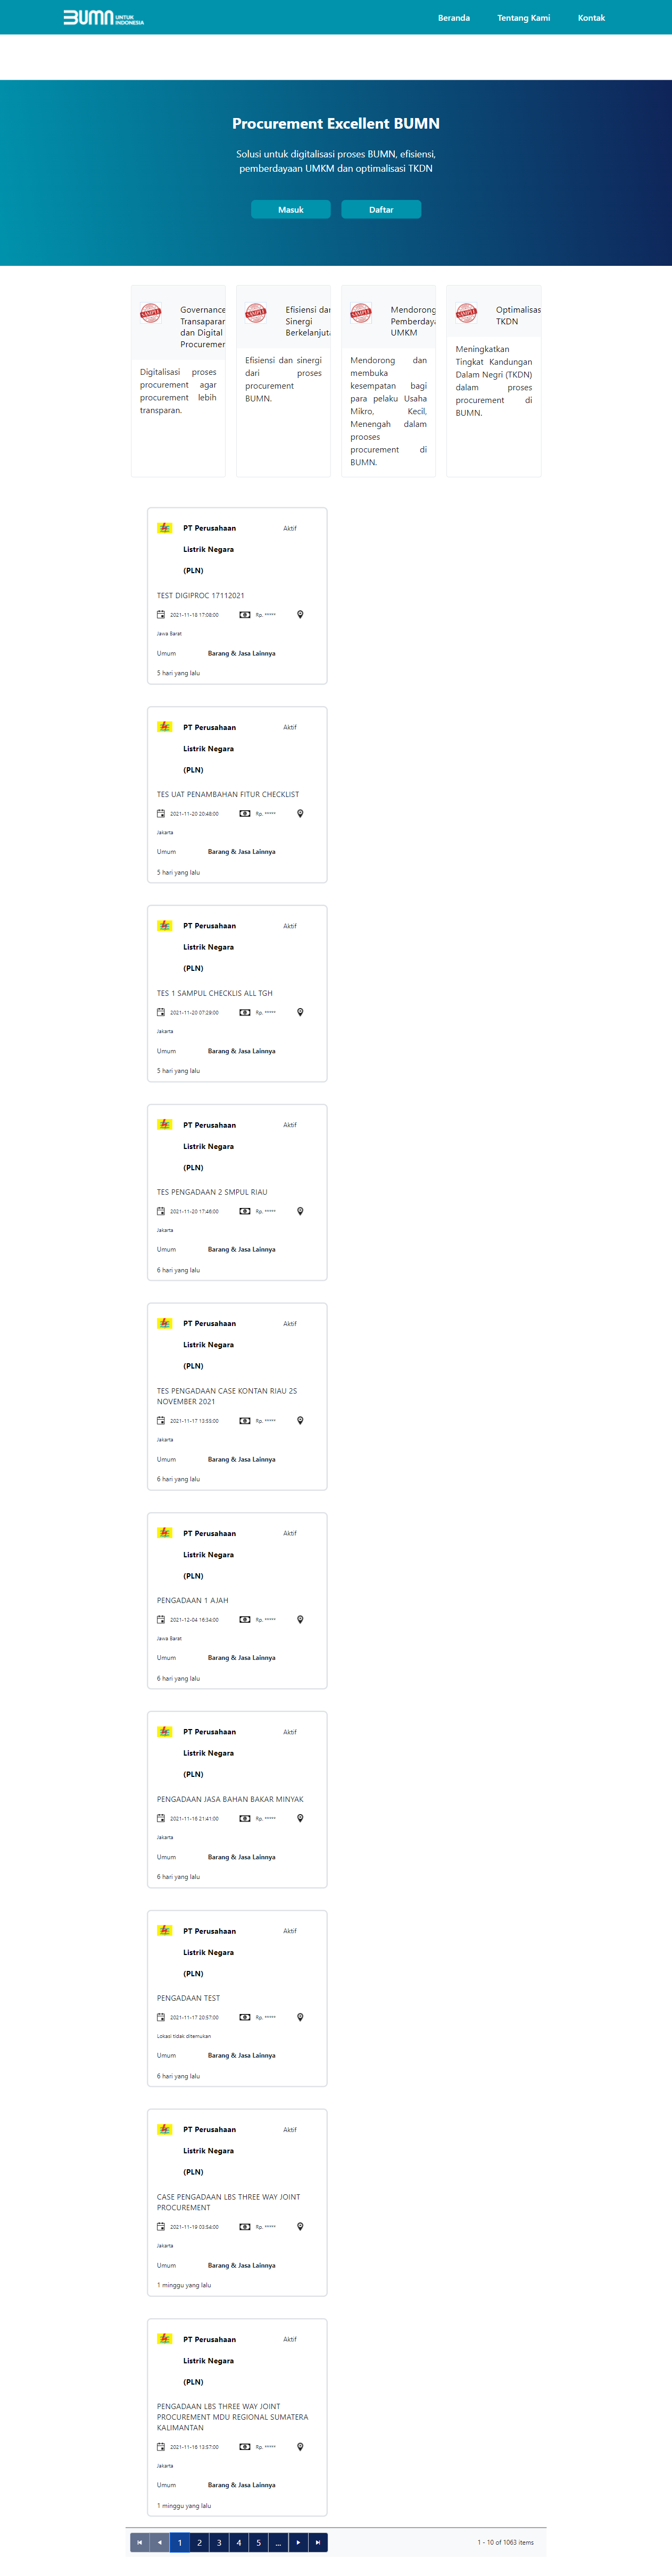 BUMN UNTUK INDONESIA
Beranda
Tentang Kami
Kontak
Procurement Excellent BUMN
Solusi untuk digitalisasi proses BUMN, efisiensi,
pemberdayaan UMKM dan optimalisasi TKDN
Masuk
Daftar
SAMPLE
Governance
Transaparan
dan Digital
Procurement
Digitalisasi proses
procurement agar
procurement lebih
transparan.
SAMPLE
Efisiensi dan
Sinergi
Berkelanjuta
Efisiensi dan sinergi
dari proses
procurement
BUMN.
SAMPLE
Mendorong
Pemberdaya
UMKM
Mendorong dan
membuka
kesempatan bagi
para pelaku Usaha
Mikro, Kecil,
Menengah dalam
prooses
procurement di
BUMN.
SAMPLE
Optimalisas
TKDN
Meningkatkan
Tingkat Kandungan
Dalam Negri (TKDN)
dalam proses
procurement di
BUMN.
PT Perusahaan
Listrik Negara
(PLN)
Aktif
TEST DIGIPROC 17112021
2021-11-18 17:08:00
Rp. *****
Jawa Barat
Umum
Barang & Jasa Lainnya
5 hari yang lalu
PT Perusahaan
Listrik Negara
(PLN)
Aktif
TES UAT PENAMBAHAN FITUR CHECKLIST
2021-11-20 20:48:00
Rp. *****
Jakarta
Umum
Barang & Jasa Lainnya
5 hari yang lalu
PT Perusahaan
Listrik Negara
(PLN)
Aktif
TES 1 SAMPUL CHECKLIS ALL TGH
2021-11-20 07:29:00
Rp. *****
Jakarta
Umum
Barang & Jasa Lainnya
5 hari yang lalu
PT Perusahaan
Listrik Negara
(PLN)
Aktif
TES PENGADAAN 2 SMPUL RIAU
2021-11-20 17:46:00
Rp. *****
Jakarta
Umum
Barang & Jasa Lainnya
6 hari yang lalu
PT Perusahaan
Listrik Negara
(PLN)
Aktif
TES PENGADAAN CASE KONTAN RIAU 2S
NOVEMBER 2021
2021-11-17 13:55:00
Rp. *****
Jakarta
Umum
Barang & Jasa Lainnya
6 hari yang lalu
PT Perusahaan
Listrik Negara
(PLN)
Aktif
PENGADAAN 1 AJAH
2021-12-04 16:34:00
Rp. *****
Jawa Barat
Umum
Barang & Jasa Lainnya
6 hari yang lalu
PT Perusahaan
Listrik Negara
(PLN)
Aktif
PENGADAAN JASA BAHAN BAKAR MINYAK
2021-11-16 21:41:00
Rp. *****
Jakarta
Umum
Barang & Jasa Lainnya
6 hari yang lalu
PT Perusahaan
Listrik Negara
(PLN)
Aktif
PENGADAAN TEST
2021-11-17 20:57:00
Rp. *****
Lokasi tidak ditemukan
Umum
Barang & Jasa Lainnya
6 hari yang lalu
PT Perusahaan
Listrik Negara
(PLN)
Aktif
CASE PENGADAAN LBS THREE WAY JOINT
PROCUREMENT
2021-11-19 03:54:00
Rp. *****
Jakarta
Umum
Barang & Jasa Lainnya
1 minggu yang lalu
PT Perusahaan
Listrik Negara
(PLN)
Aktif
PENGADAAN LBS THREE WAY JOINT
PROCUREMENT MDU REGIONAL SUMATERA
KALIMANTAN
2021-11-16 13:57:00
Rp. *****
Jakarta
Umum
Barang & Jasa Lainnya
1 minggu yang lalu
1 2 3 4 5 ...
1 - 10 of 1063 items